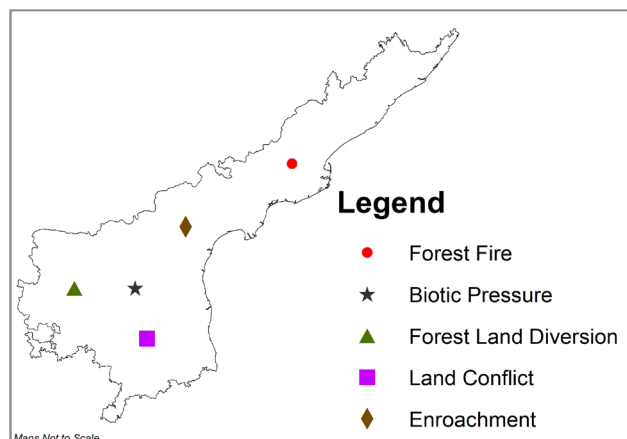 Legend
Forest Fire
Biotic Pressure
Forest Land Diversion
Land Conflict
Enroachment
Maps Not to Scale